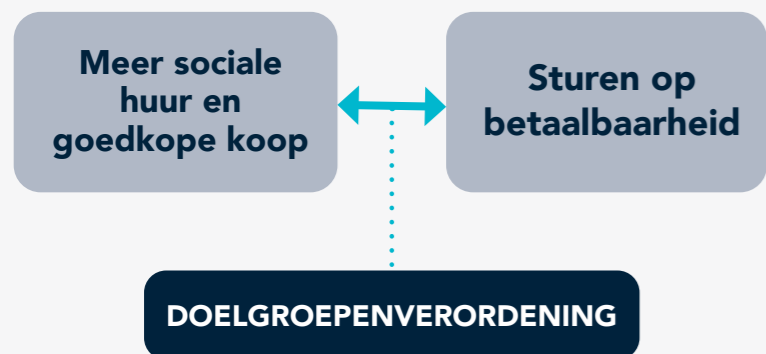 Meer sociale
huur en
goedkope koop
Sturen op
betaalbaarheid
DOELGROEPENVERORDENING